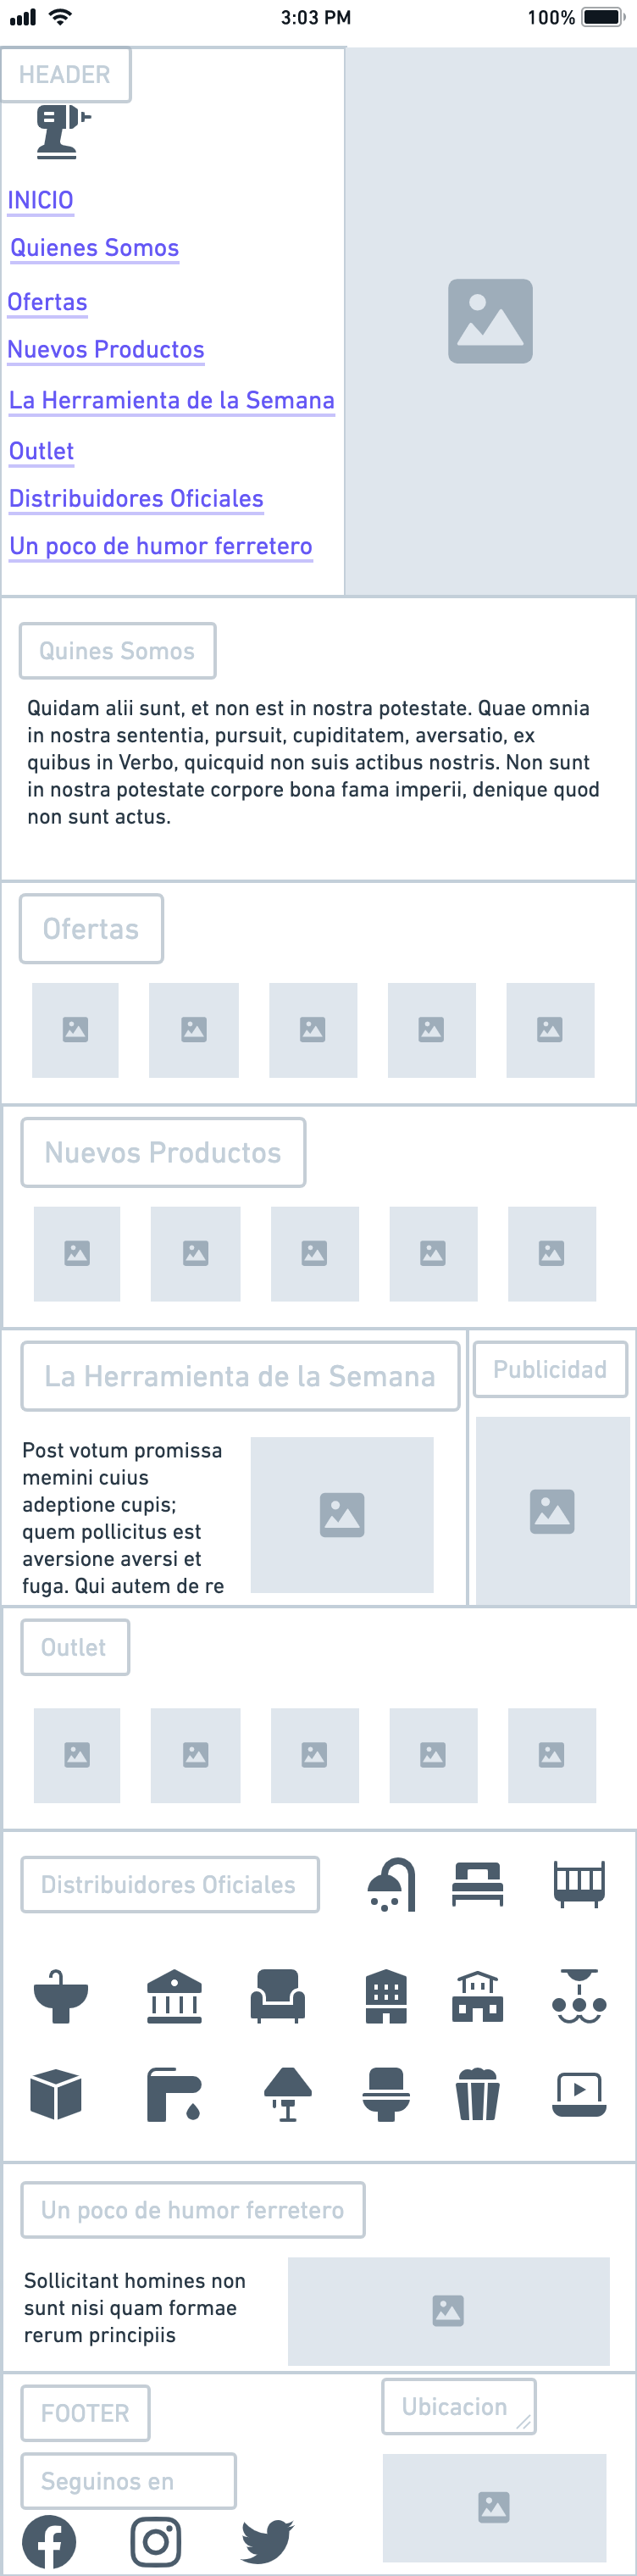 3:03 PM
100%
HEADER
INICIO
Quienes Somos
Ofertas
Nuevos Productos
La Herramienta de la Semana
Outlet
Distribuidores Oficiales
Un poco de humor ferretero
Quines Somos
Quidam alii sunt, et non est in nostra potestate. Quae omnia
in nostra sententia, pursuit, cupiditatem, aversatio, ex
quibus in Verbo, quicquid non suis actibus nostris. Non sunt
in nostra potestate corpore bona fama imperii, denique quod
non sunt actus.
Ofertas
Nuevos Productos
La Herramienta de la Semana
Publicidad
Post votum promissa
memini cuius
adeptione cupis;
quem pollicitus est
aversione aversi et
fuga. Qui autem de re
Outlet
Distribuidores Oficiales
Un poco de humor ferretero
Sollicitant homines non
sunt nisi quam formae
rerum principiis
FOOTER
Ubicacion
Seguinos en